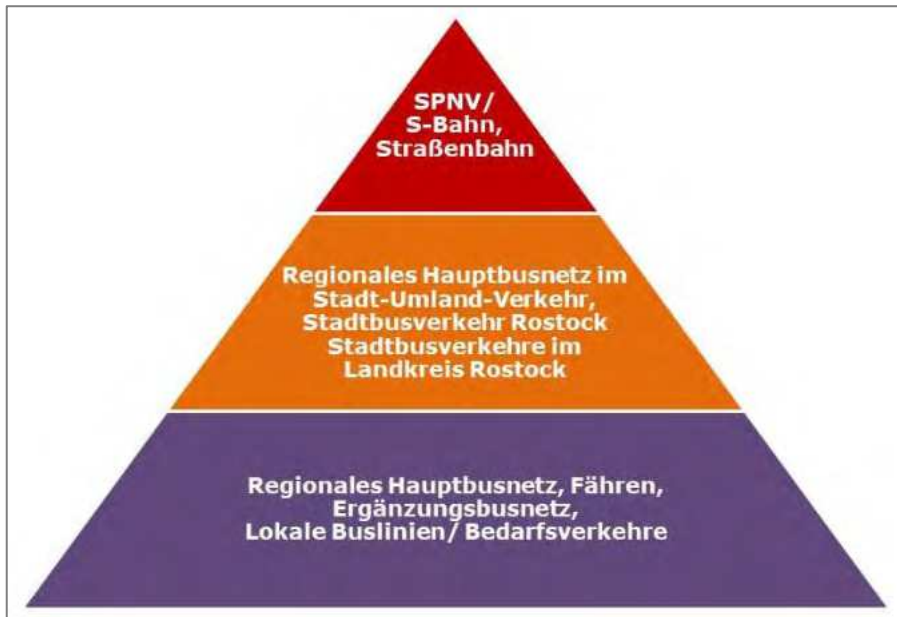 SPNV/
S-Bahn,
Straßenbahn
Regionales Hauptbusnetz im
Stadt-Umland-Verkehr,
Stadtbusverkehr Rostock
Stadtbusverkehre im
Landkreis Rostock
Regionales Hauptbusnetz, Fähren,
Ergänzungsbusnetz,
Lokale Buslinien/ Bedarfsverkehre